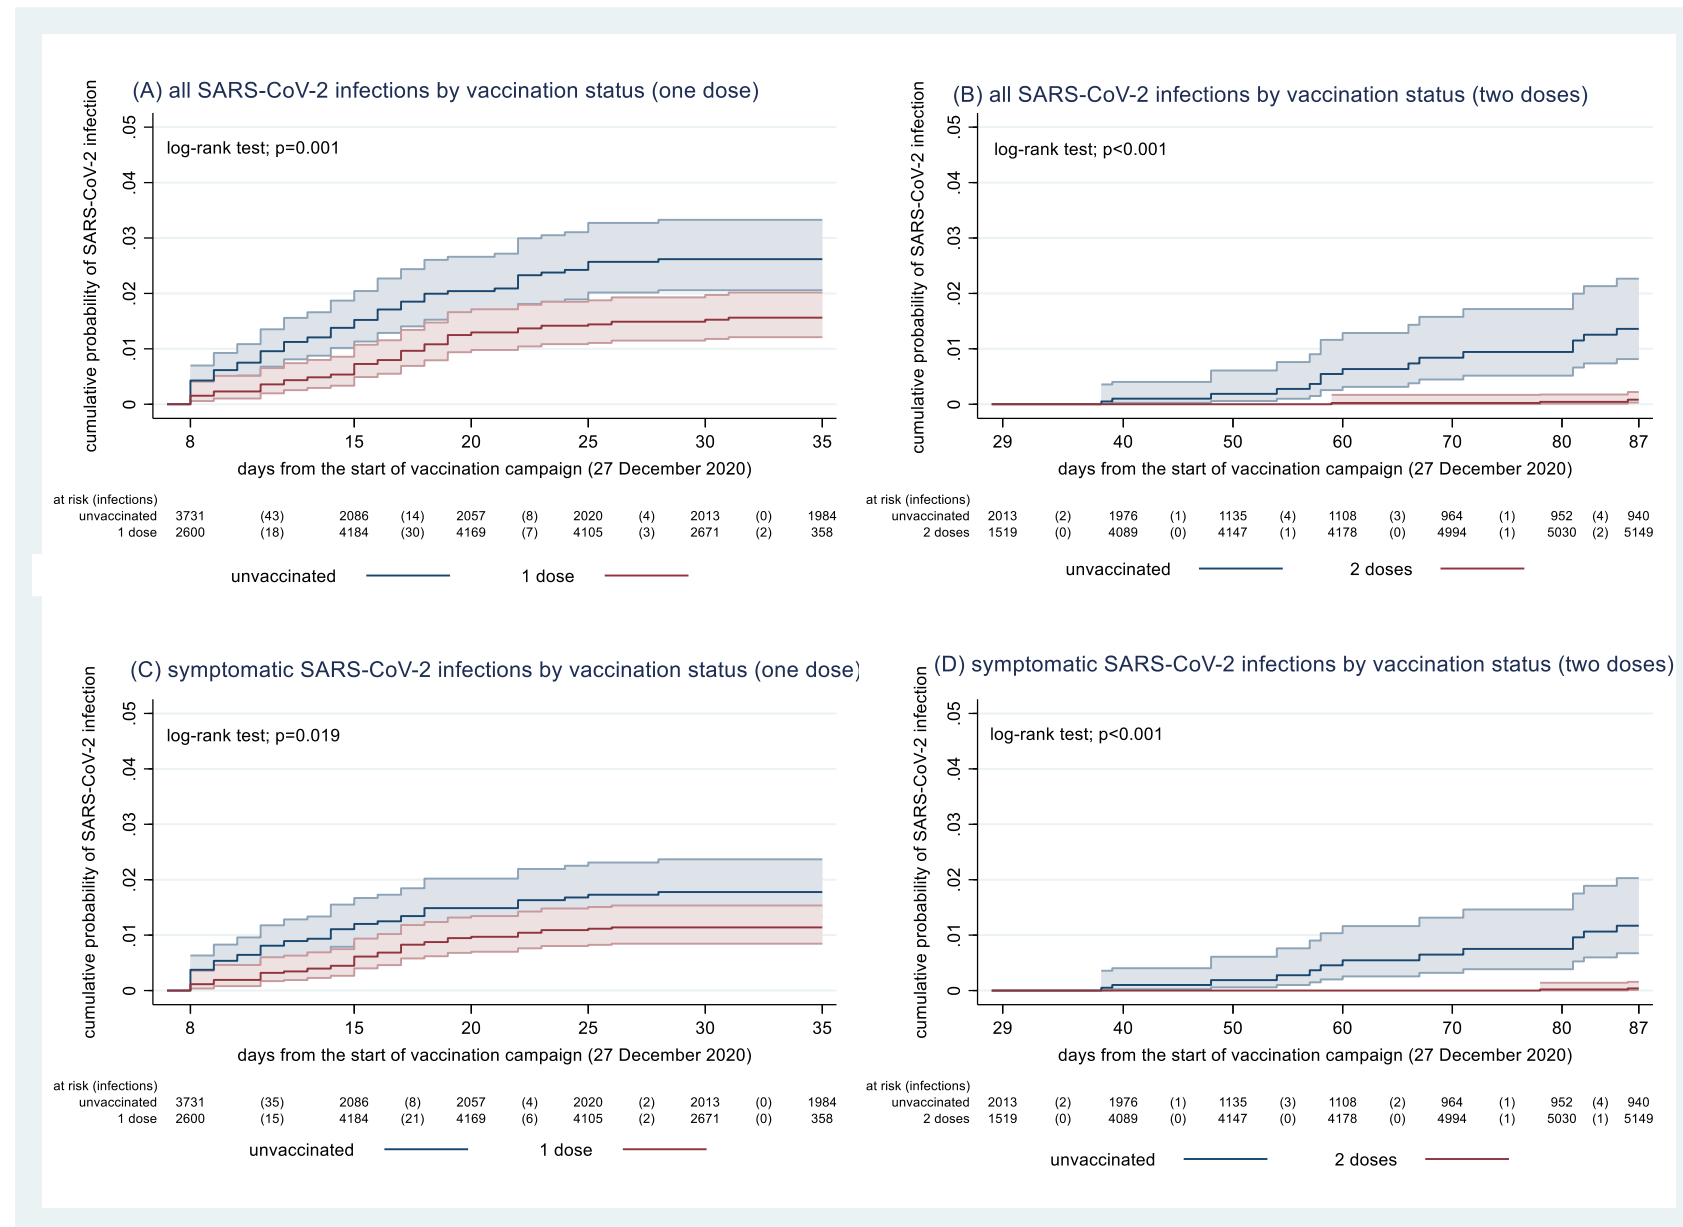 (A) all SARS-CoV-2 infections by vaccination status (one dose)
cumulative probability of SARS-CoV-2 infection
log-rank test; p=0.001
.05
.04
.03
.02
.01
0
8 15 20 25 30 35
days from the start of vaccination campaign (27 December 2020)
at risk (infections)
unvaccinated 3731 (43) 2086 (14) 2057 (8) 2020 (4) 2013 (0) 1984
1 dose 2600 (18) 4184 (30) 4169 (7) 4105 (3) 2671 (2) 358
unvaccinated 1 dose
(B) all SARS-CoV-2 infections by vaccination status (two doses)
cumulative probability of SARS-CoV-2 infection
log-rank test; p<0.001
.05
.04
.03
.02
.01
0
29 40 50 60 70 80 87
days from the start of vaccination campaign (27 December 2020)
at risk (infections)
unvaccinated 2013 (2) 1976 (1) 1135 (4) 1108 (3) 964 (1) 952 (4) 940
2 doses 1519 (0) 4089 (0) 4147 (1) 4178 (0) 4994 (1) 5030 (2) 5149
unvaccinated 2 doses
(C) symptomatic SARS-CoV-2 infections by vaccination status (one dose)
cumulative probability of SARS-CoV-2 infection
log-rank test; p=0.019
.05
.04
.03
.02
.01
0
8 15 20 25 30 35
days from the start of vaccination campaign (27 December 2020)
at risk (infections)
unvaccinated 3731 (35) 2086 (8) 2057 (4) 2020 (2) 2013 (0) 1984
1 dose 2600 (15) 4184 (21) 4169 (6) 4105 (2) 2671 (0) 358
unvaccinated 1 dose
(D) symptomatic SARS-CoV-2 infections by vaccination status (two doses)
cumulative probability of SARS-CoV-2 infection
log-rank test; p<0.001
.05
.04
.03
.02
.01
0
29 40 50 60 70 80 87
days from the start of vaccination campaign (27 December 2020)
at risk (infections)
unvaccinated 2013 (2) 1976 (1) 1135 (3) 1108 (2) 964 (1) 952 (4) 940
2 doses 1519 (0) 4089 (0) 4147 (0) 4178 (0) 4994 (1) 5030 (1) 5149
unvaccinated 2 doses